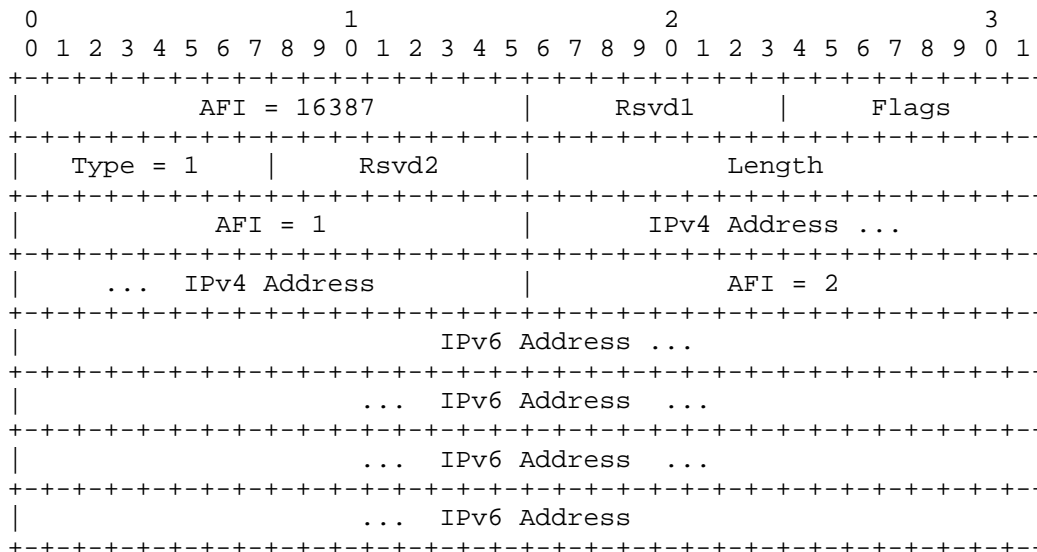 0                   1                   2                   3
 0 1 2 3 4 5 6 7 8 9 0 1 2 3 4 5 6 7 8 9 0 1 2 3 4 5 6 7 8 9 0 1
+-+-+-+-+-+-+-+-+-+-+-+-+-+-+-+-+-+-+-+-+-+-+-+-+-+-+-+-+-+-+-+--
|           AFI = 16387         |     Rsvd1     |     Flags
+-+-+-+-+-+-+-+-+-+-+-+-+-+-+-+-+-+-+-+-+-+-+-+-+-+-+-+-+-+-+-+--
|   Type = 1    |     Rsvd2     |            Length
+-+-+-+-+-+-+-+-+-+-+-+-+-+-+-+-+-+-+-+-+-+-+-+-+-+-+-+-+-+-+-+--
|            AFI = 1            |       IPv4 Address ...
+-+-+-+-+-+-+-+-+-+-+-+-+-+-+-+-+-+-+-+-+-+-+-+-+-+-+-+-+-+-+-+--
|     ...  IPv4 Address         |            AFI = 2
+-+-+-+-+-+-+-+-+-+-+-+-+-+-+-+-+-+-+-+-+-+-+-+-+-+-+-+-+-+-+-+--
|                          IPv6 Address ...
+-+-+-+-+-+-+-+-+-+-+-+-+-+-+-+-+-+-+-+-+-+-+-+-+-+-+-+-+-+-+-+--
|                     ...  IPv6 Address  ...
+-+-+-+-+-+-+-+-+-+-+-+-+-+-+-+-+-+-+-+-+-+-+-+-+-+-+-+-+-+-+-+--
|                     ...  IPv6 Address  ...
+-+-+-+-+-+-+-+-+-+-+-+-+-+-+-+-+-+-+-+-+-+-+-+-+-+-+-+-+-+-+-+--
|                     ...  IPv6 Address
+-+-+-+-+-+-+-+-+-+-+-+-+-+-+-+-+-+-+-+-+-+-+-+-+-+-+-+-+-+-+-+--